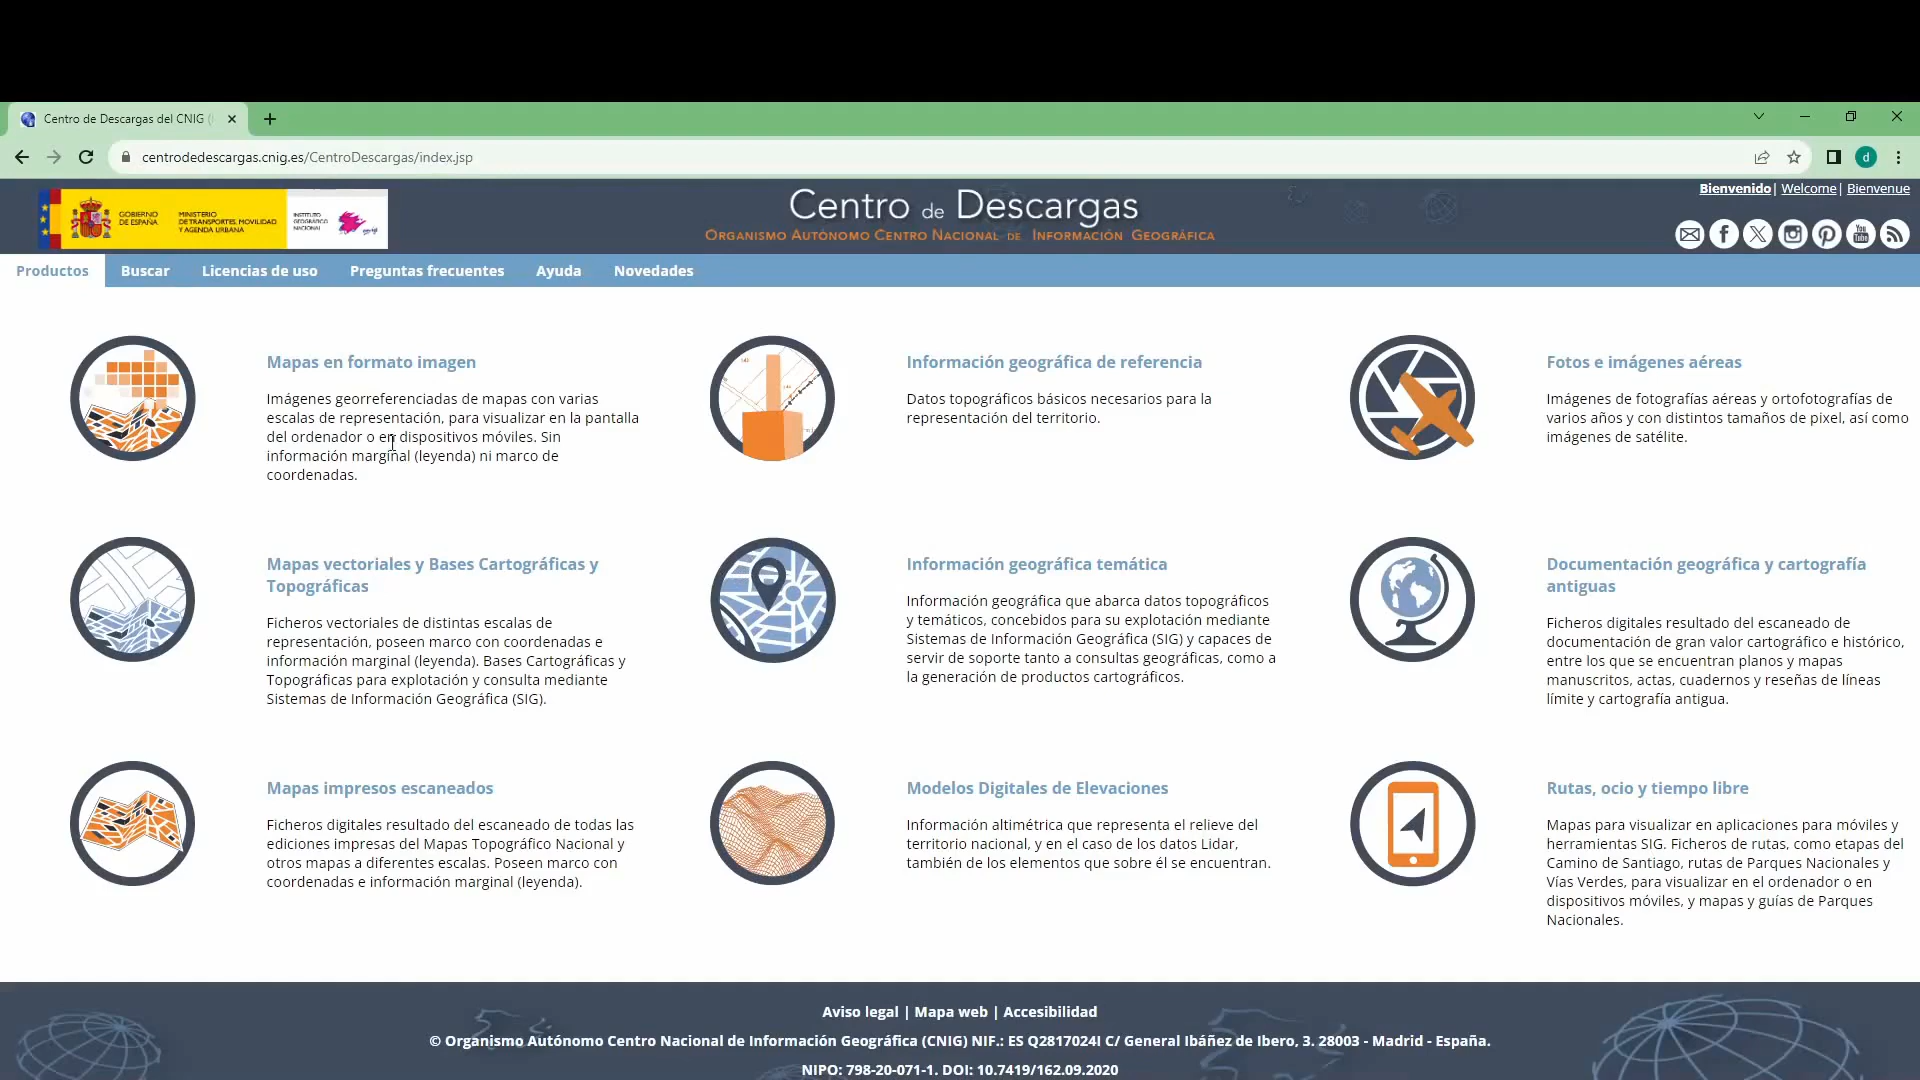 Centro de Descargas del CNIG (
centrodedescargas.cnig.es/CentroDescargas/index.jsp
d
GOBIERNO
DE ESPAÑA
MINISTERIO
DE TRANSPORTES, MOVILIDAD
Y AGENDA URBANA
INSTITUTO
GEOGRÁFICO
NACIONAL
Centro de Descargas
Organismo Autónomo Centro Nacional de Información Geográfica
Bienvenido| Welcome| Bienvenue
Productos
Buscar
Licencias de uso
Preguntas frecuentes
Ayuda
Novedades
Mapas en formato imagen
Imágenes georreferenciadas de mapas con varias
escalas de representación, para visualizar en la pantalla
del ordenador o en dispositivos móviles. Sin
información marginal (leyenda) ni marco de
coordenadas.
Información geográfica de referencia
Datos topográficos básicos necesarios para la
representación del territorio.
Fotos e imágenes aéreas
Imágenes de fotografías aéreas y ortofotografías de
varios años y con distintos tamaños de pixel, así como
imágenes de satélite.
Mapas vectoriales y Bases Cartográficas y
Topográficas
Ficheros vectoriales de distintas escalas de
representación, poseen marco con coordenadas e
información marginal (leyenda). Bases Cartográficas y
Topográficas para explotación y consulta mediante
Sistemas de Información Geográfica (SIG).
Información geográfica temática
Información geográfica que abarca datos topográficos
y temáticos, concebidos para su explotación mediante
Sistemas de Información Geográfica (SIG) y capaces de
servir de soporte tanto a consultas geográficas, como a
la generación de productos cartográficos.
Documentación geográfica y cartografía
antiguas
Ficheros digitales resultado del escaneado de
documentación de gran valor cartográfico e histórico,
entre los que se encuentran planos y mapas
manuscritos, actas, cuadernos y reseñas de líneas
límite y cartografía antigua.
Mapas impresos escaneados
Ficheros digitales resultado del escaneado de todas las
ediciones impresas del Mapas Topográfico Nacional y
otros mapas a diferentes escalas. Poseen marco con
coordenadas e información marginal (leyenda).
Modelos Digitales de Elevaciones
Información altimétrica que representa el relieve del
territorio nacional, y en el caso de los datos Lidar,
también de los elementos que sobre él se encuentran.
Rutas, ocio y tiempo libre
Mapas para visualizar en aplicaciones para móviles y
herramientas SIG. Ficheros de rutas, como etapas del
Camino de Santiago, rutas de Parques Nacionales y
Vías Verdes, para visualizar en el ordenador o en
dispositivos móviles, y mapas y guías de Parques
Nacionales.
Aviso legal | Mapa web | Accesibilidad
© Organismo Autónomo Centro Nacional de Información Geográfica (CNIG) NIF.: ES Q2817024I C/ General Ibáñez de Ibero, 3. 28003 - Madrid - España.
NIPO: 798-20-071-1. DOI: 10.7419/162.09.2020